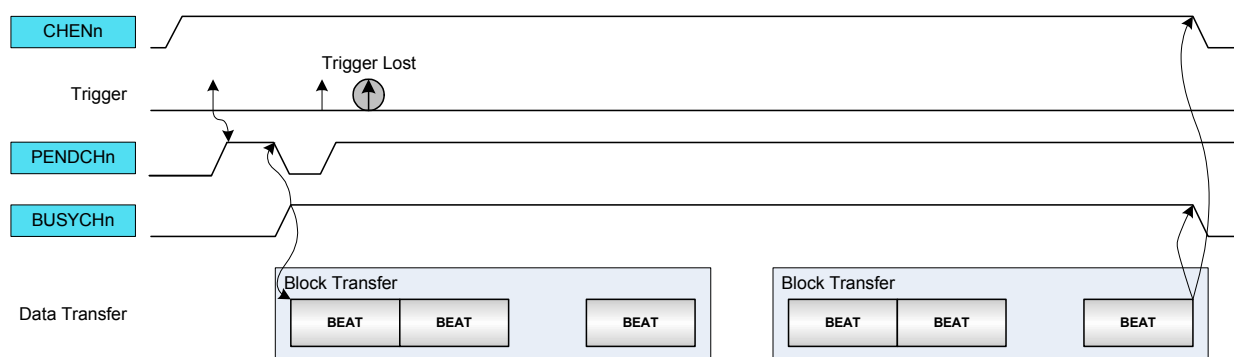 CHENn
Trigger Lost
Trigger
PENDCHn
BUSYCHn
Block Transfer Block Transfer
Data Transfer BEAT BEAT BEAT BEAT BEAT BEAT